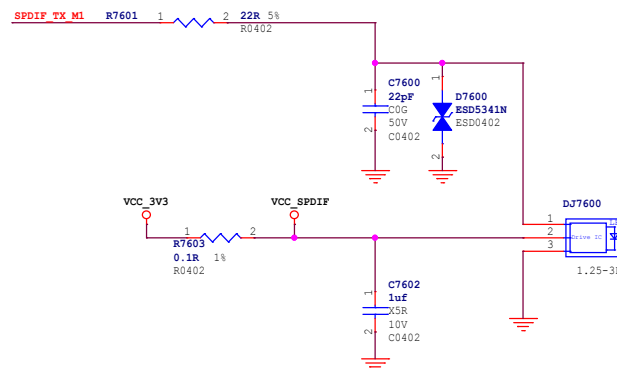 SPDIF_TX_M1 R7601 1 2 22R 5%
R0402
C7600
22pF
C0G
50V
C0402
1
2
D7600
ESD5341N
ESD0402
1
2
VCC_3V3
VCC_SPDIF
1 2
R7603
0.1R 1%
R0402
C7602
1uf
X5R
10V
C0402
1
2
DJ7600
1
2
3
Drive IC
1.25-3